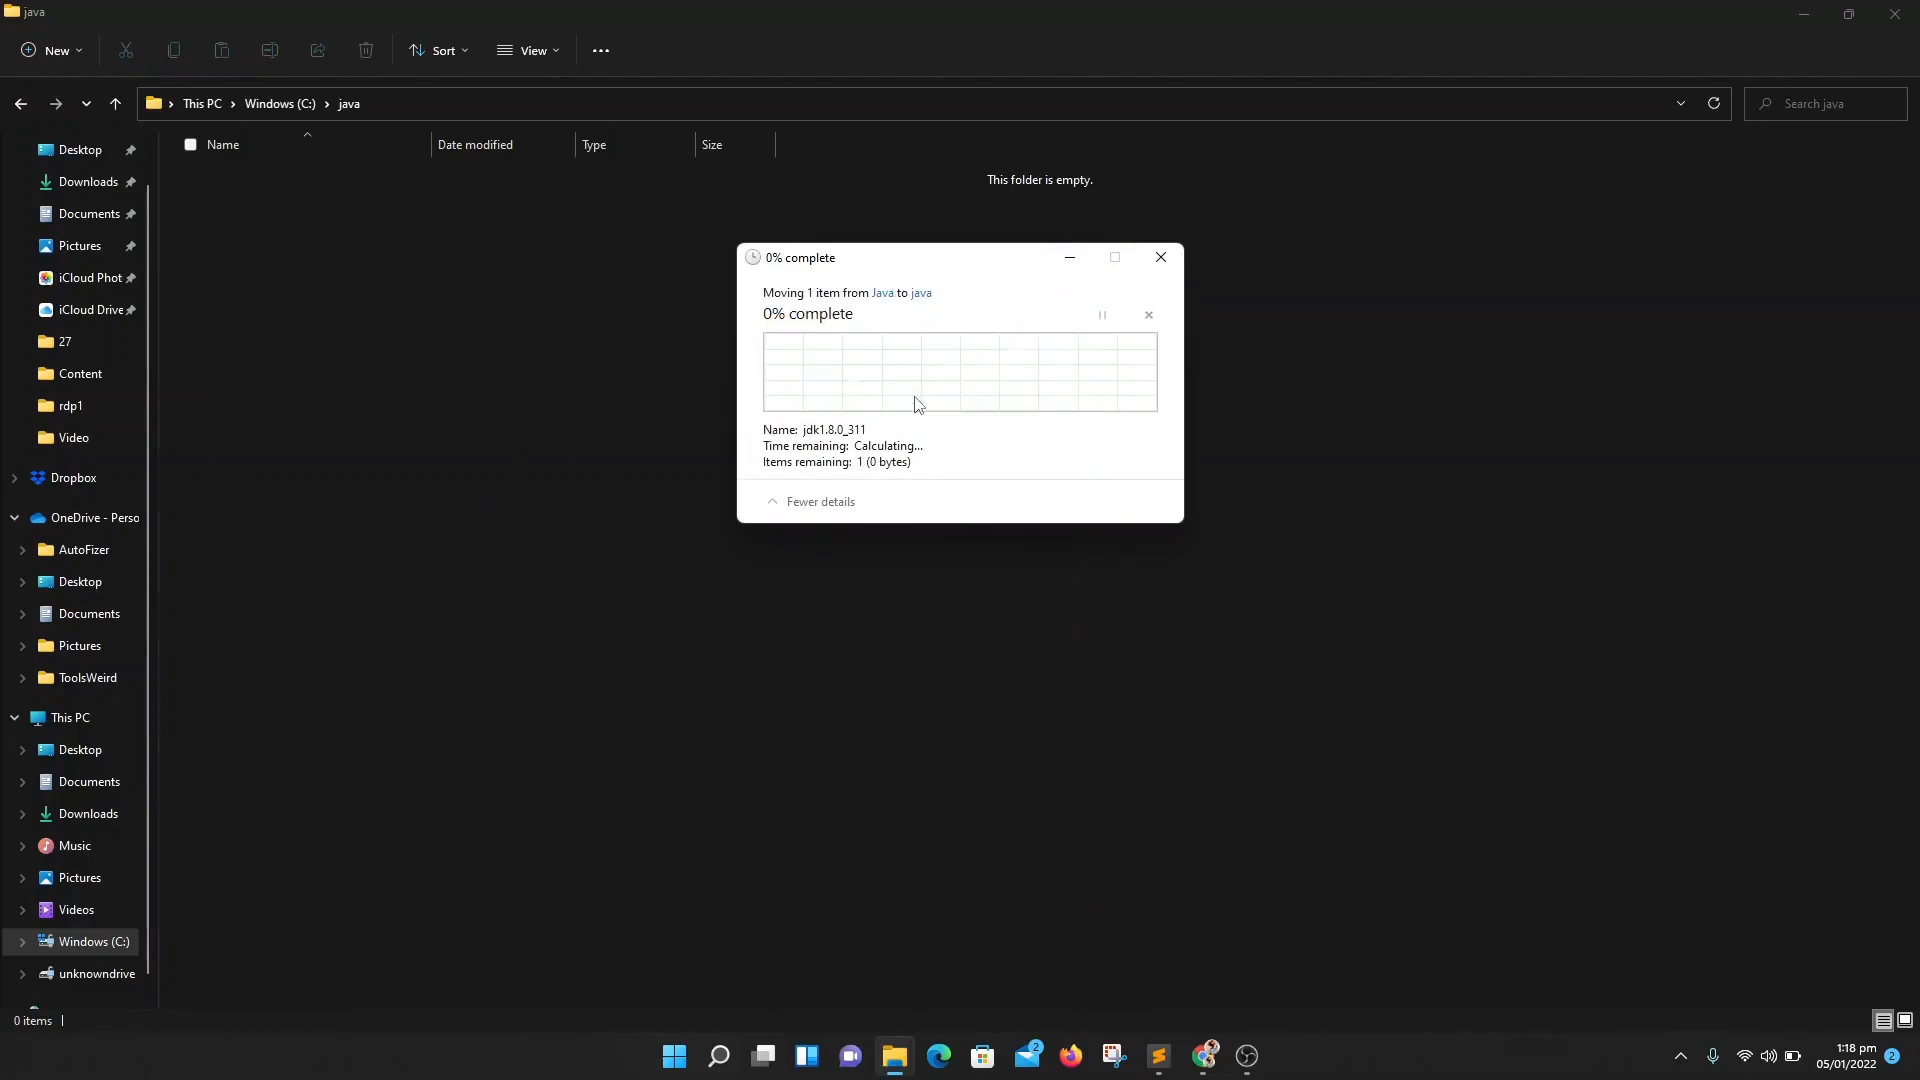 java
New
Sort
View
This PC
Windows (C:)
java
Search java
Name
Date modified
Type
Size
This folder is empty.
Desktop
Downloads
Documents
Pictures
iCloud Phot
iCloud Drive
27
Content
rdp1
Video
Dropbox
OneDrive - Perso
AutoFizer
Desktop
Documents
Pictures
ToolsWeird
This PC
Desktop
Documents
Downloads
Music
Pictures
Videos
Windows (C:)
unknowndrive
0% complete
Moving 1 item from Java to java
0% complete
Name: jdk1.8.0_311
Time remaining: Calculating...
Items remaining: 1 (0 bytes)
Fewer details
0 items
2
1:18 pm
05/01/2022
2